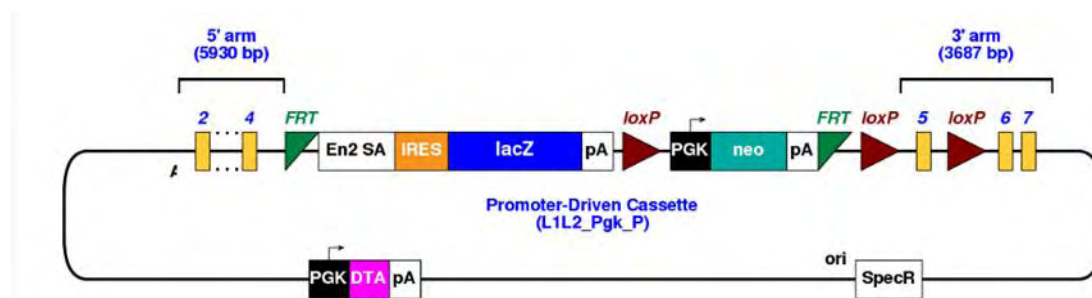 5' arm
(5930 bp)
3' arm
(3687 bp)
2 4 FRT loxP FRT loxP 5 loxP 6 7
En2 SA IRES lacZ pA PGK neo pA
Promoter-Driven Cassette
(L1L2_Pgk_P)
PGK DTA pA
ori
SpecR